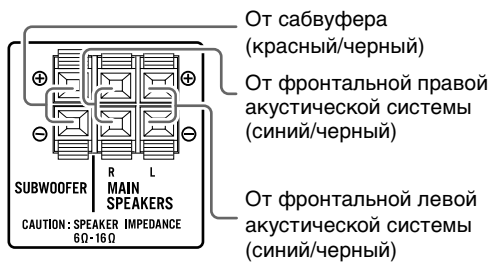 От сабвуфера
(красный/черный)
От фронтальной правой
акустической системы
(синий/черный)
От фронтальной левой
акустической системы
(синий/черный)
⊕ ⊕
⊖ ⊖
R L
SUBWOOFER MAIN
SPEAKERS
CAUTION : SPEAKER IMPEDANCE
6Ω-16Ω